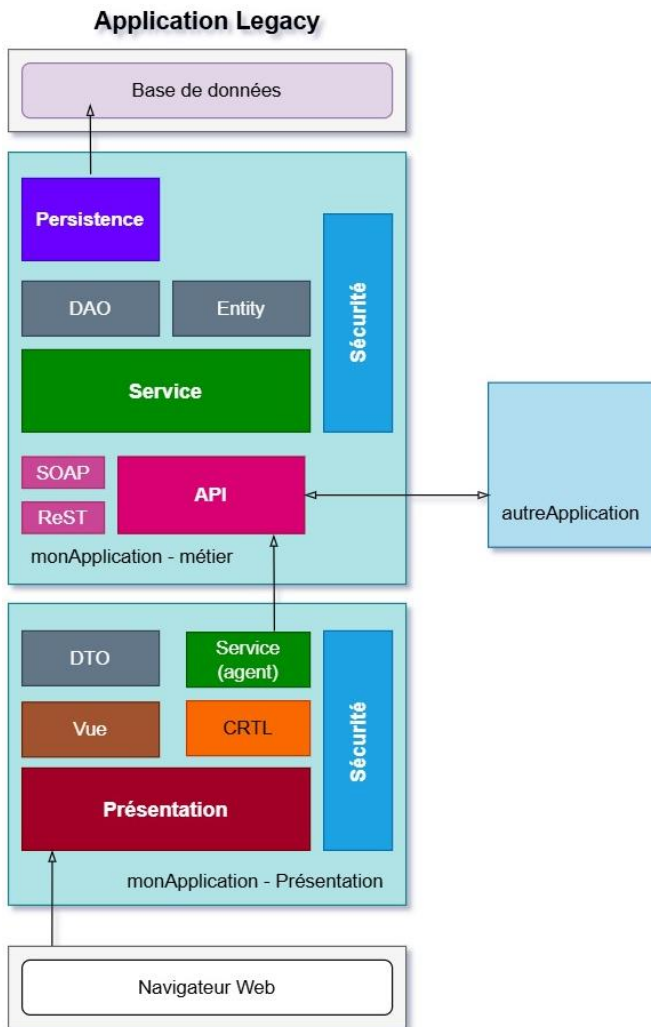 Application Legacy
Base de données
Persistence
DAO
Entity
Sécurité
Service
SOAP
ReST
API
monApplication - métier
autreApplication
DTO
Service
(agent)
Vue
CRTL
Sécurité
Présentation
monApplication - Présentation
Navigateur Web